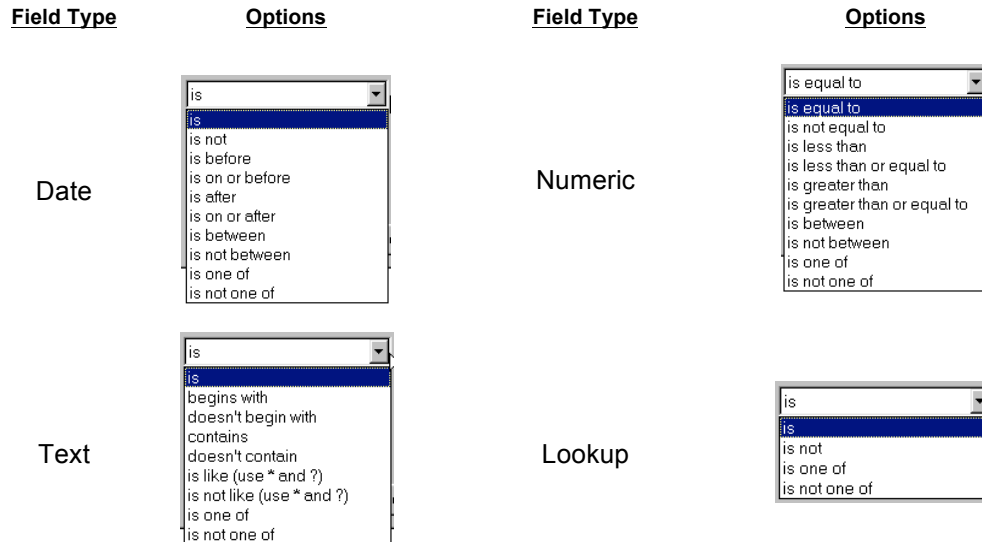 Field Type Options Field Type Options
Date
is
is
is not
is before
is on or before
is after
is on or after
is between
is not between
is one of
is not one of
Numeric
is equal to
is equal to
is not equal to
is less than
is less than or equal to
is greater than
is greater than or equal to
is between
is not between
is one of
is not one of
Text
is
is
begins with
doesn't begin with
contains
doesn't contain
is like (use * and ?)
is not like (use * and ?)
is one of
is not one of
Lookup
is
is
is not
is one of
is not one of